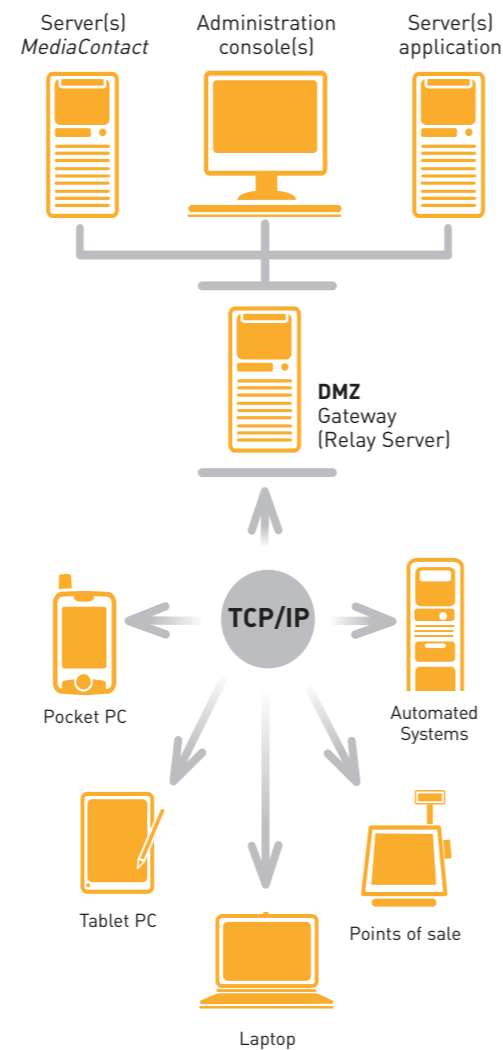 Server(s)
MediaContact
Administration
console(s)
Server(s)
application
DMZ
Gateway
(Relay Server)
TCP/IP
Pocket PC
Automated
Systems
Tablet PC
Points of sale
Laptop